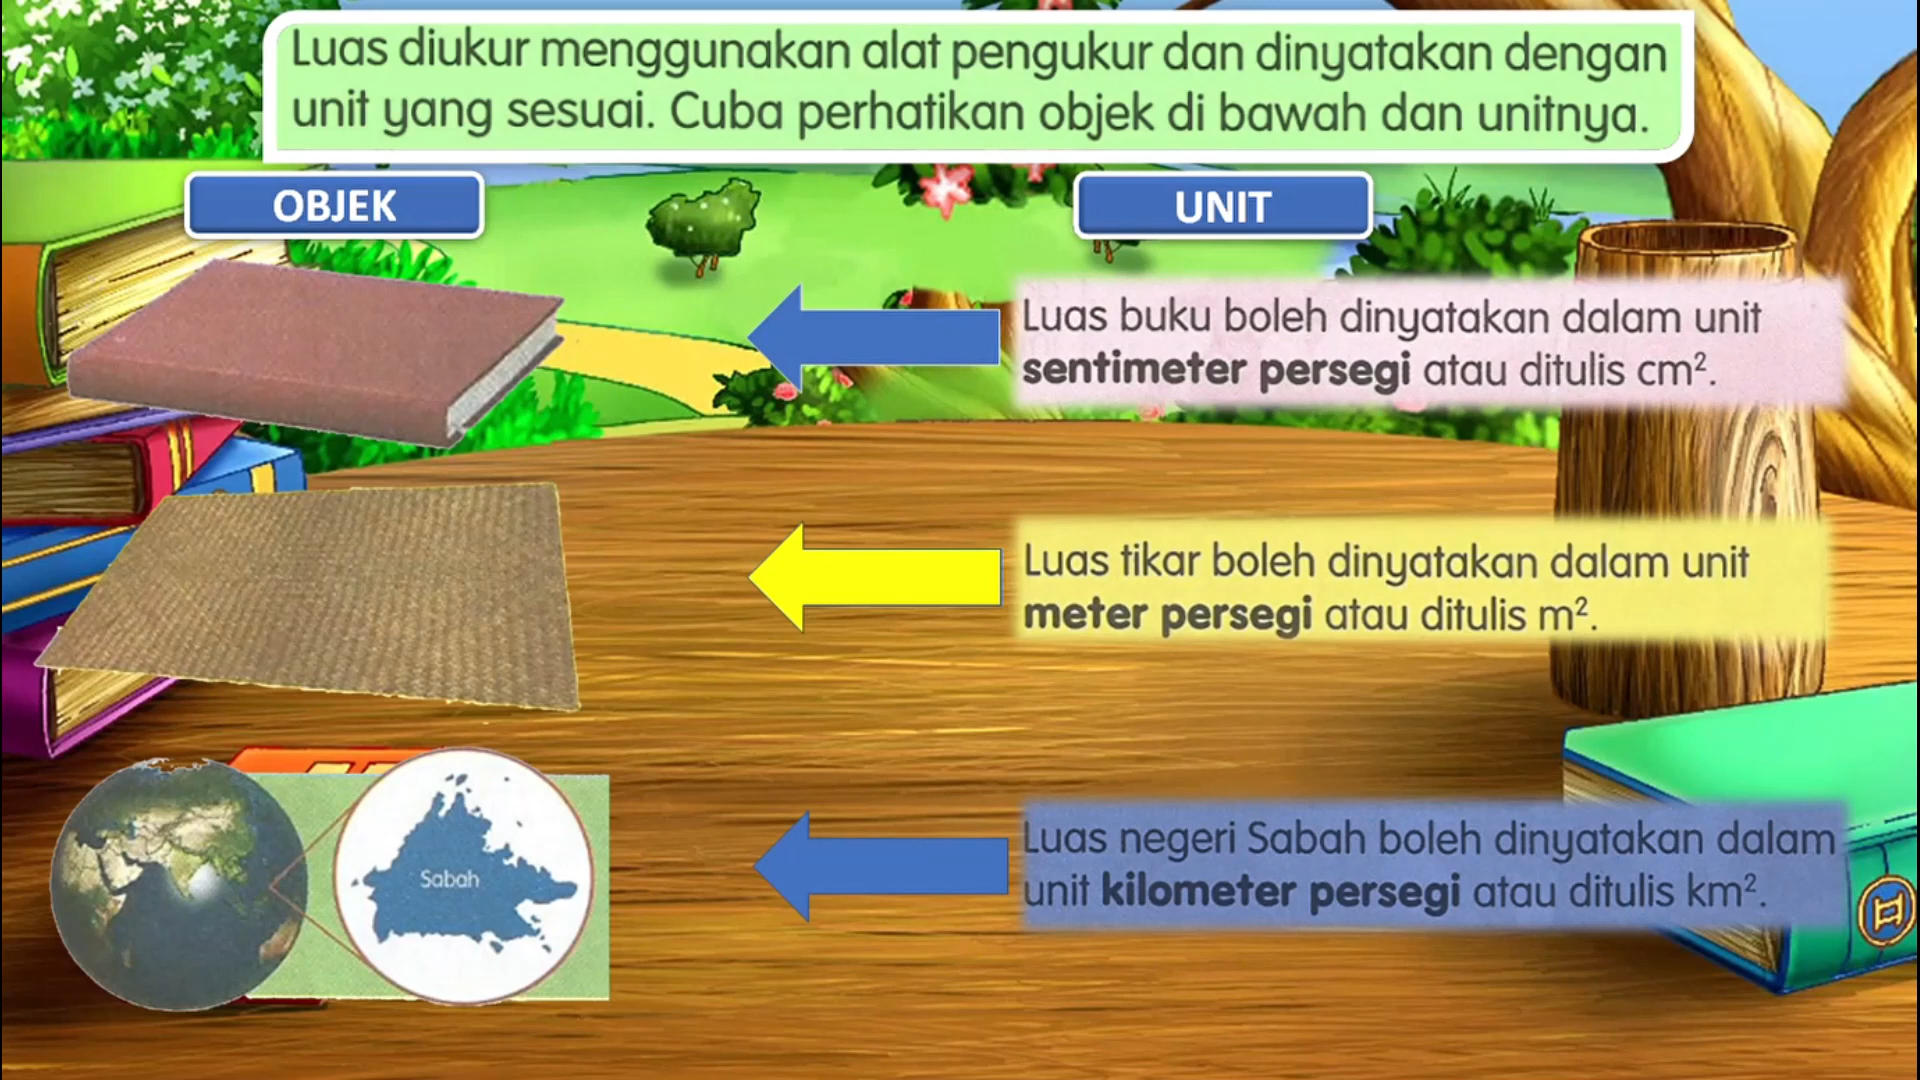 Luas diukur menggunakan alat pengukur dan dinyatakan dengan
unit yang sesuai. Cuba perhatikan objek di bawah dan unitnya.
OBJEK
UNIT
Luas buku boleh dinyatakan dalam unit
sentimeter persegi atau ditulis cm².
Luas tikar boleh dinyatakan dalam unit
meter persegi atau ditulis m².
Sabah
Luas negeri Sabah boleh dinyatakan dalam
unit kilometer persegi atau ditulis km².